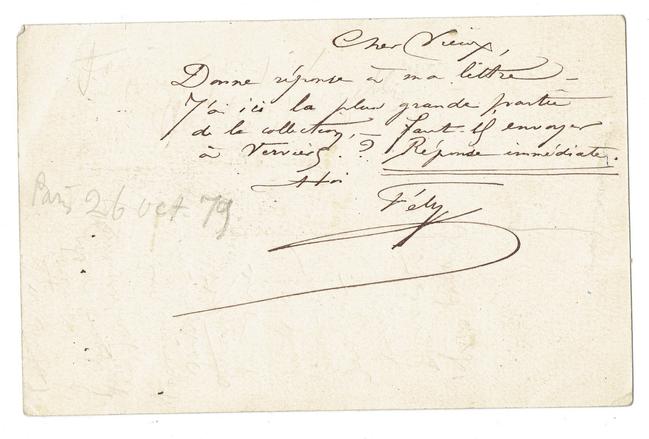 Cher Vieux,
Donne réponse à ma lettre –
J'ai ici la plus grande partie
de la collection, – Faut-il envoyer
à Verviers. ? Réponse immédiate.
à toi
Fély
Paris 26 oct 79